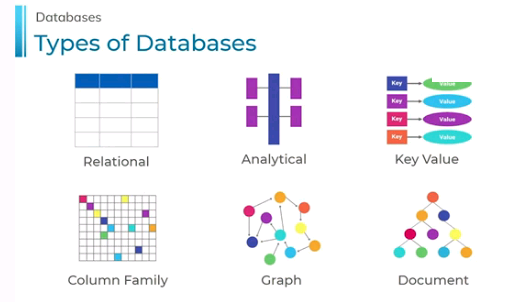 Databases
Types of Databases
Key Value
Key Value
Key Value
Key Value
Relational
Analytical
Key Value
Column Family
Graph
Document